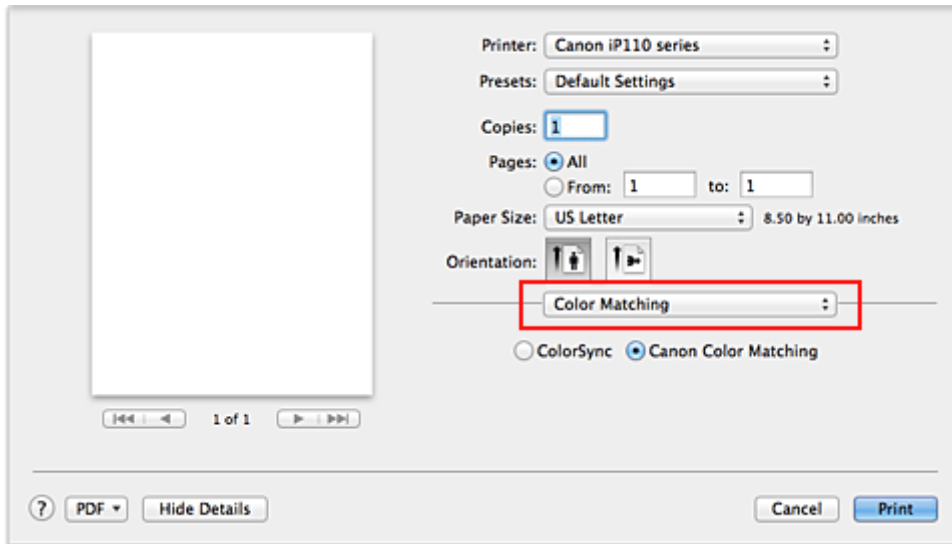 Printer: Canon iP110 series
Presets: Default Settings
Copies: 1
Pages: All
From: 1 to: 1
Paper Size: US Letter 8.50 by 11.00 inches
Orientation:
Color Matching
ColorSync Canon Color Matching
1 of 1
? PDF Hide Details Cancel Print